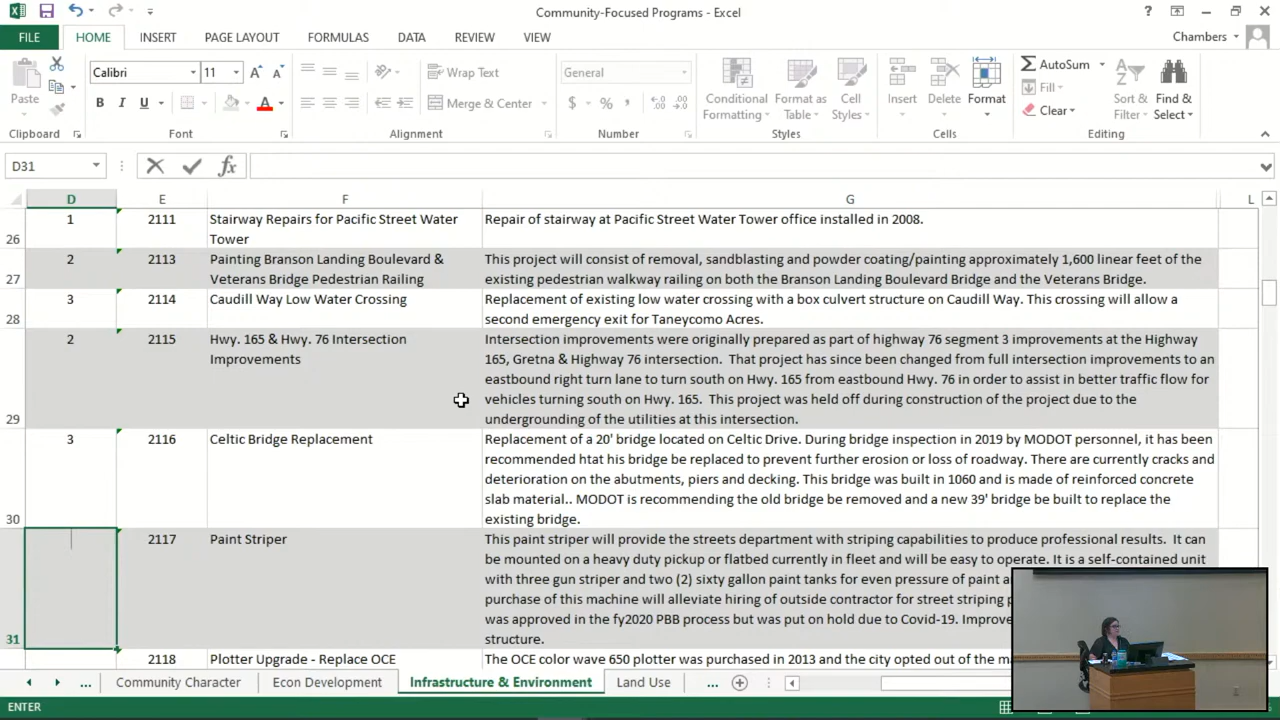 Community-Focused Programs - Excel
FILE HOME INSERT PAGE LAYOUT FORMULAS DATA REVIEW VIEW Chambers
Calibri 11 Wrap Text General AutoSum
Paste B I U Merge & Center $ % , Conditional Formatting Format as Table Cell Styles Insert Delete Format Fill Clear Sort & Filter Find & Select
Clipboard Font Alignment Number Styles Cells Editing
D31 fx
D E F G L
26 1 2111 Stairway Repairs for Pacific Street Water Tower Repair of stairway at Pacific Street Water Tower office installed in 2008.
27 2 2113 Painting Branson Landing Boulevard & Veterans Bridge Pedestrian Railing This project will consist of removal, sandblasting and powder coating/painting approximately 1,600 linear feet of the
existing pedestrian walkway railing on both the Branson Landing Boulevard Bridge and the Veterans Bridge.
28 3 2114 Caudill Way Low Water Crossing Replacement of existing low water crossing with a box culvert structure on Caudill Way. This crossing will allow a
second emergency exit for Taneycomo Acres.
29 2 2115 Hwy. 165 & Hwy. 76 Intersection Improvements Intersection improvements were originally prepared as part of highway 76 segment 3 improvements at the Highway
165, Gretna & Highway 76 intersection. That project has since been changed from full intersection improvements to an
eastbound right turn lane to turn south on Hwy. 165 from eastbound Hwy. 76 in order to assist in better traffic flow for
vehicles turning south on Hwy. 165. This project was held off during construction of the project due to the
undergrounding of the utilities at this intersection.
30 3 2116 Celtic Bridge Replacement Replacement of a 20' bridge located on Celtic Drive. During bridge inspection in 2019 by MODOT personnel, it has been
recommended htat his bridge be replaced to prevent further erosion or loss of roadway. There are currently cracks and
deterioration on the abutments, piers and decking. This bridge was built in 1060 and is made of reinforced concrete
slab material.. MODOT is recommending the old bridge be removed and a new 39' bridge be built to replace the
existing bridge.
31 2117 Paint Striper This paint striper will provide the streets department with striping capabilities to produce professional results. It can
be mounted on a heavy duty pickup or flatbed currently in fleet and will be easy to operate. It is a self-contained unit
with three gun striper and two (2) sixty gallon paint tanks for even pressure of paint
purchase of this machine will alleviate hiring of outside contractor for street striping
was approved in the fy2020 PBB process but was put on hold due to Covid-19.
structure.
2118 Plotter Upgrade - Replace OCE The OCE color wave 650 plotter was purchased in 2013 and the city opted out of the
... Community Character Econ Development Infrastructure & Environment Land Use ...
ENTER